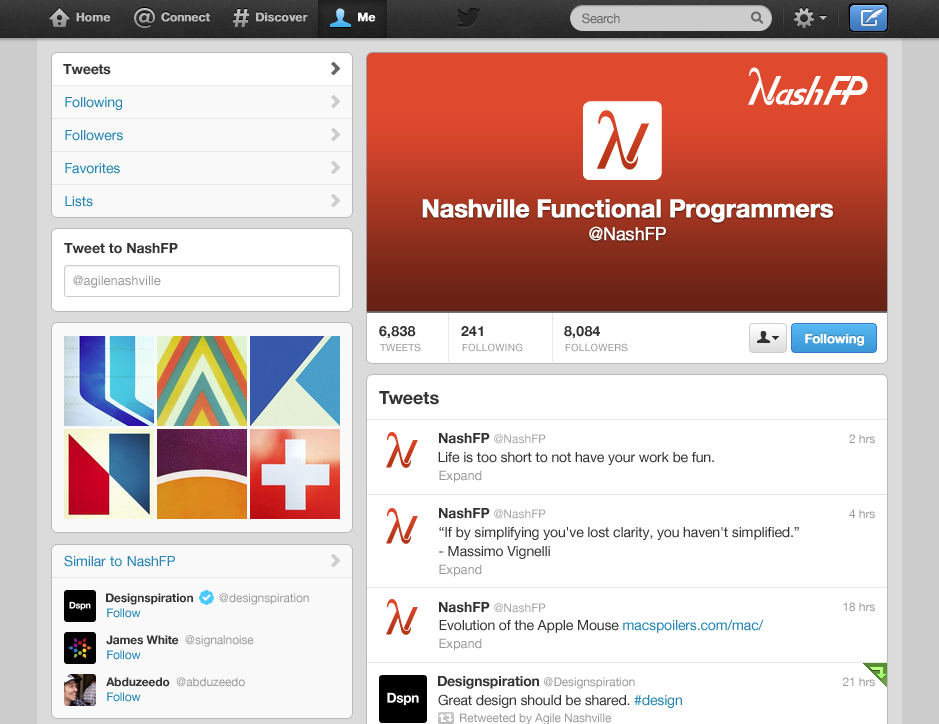 Home
Connect
Discover
Me
Search
Tweets
Following
Followers
Favorites
Lists
Tweet to NashFP
@agilenashville
Similar to NashFP
Dspn
Designspiration @designspiration
Follow
James White @signalnoise
Follow
Abduzeedo @abduzeedo
Follow
NashFP
Nashville Functional Programmers
@NashFP
6,838
TWEETS
241
FOLLOWING
8,084
FOLLOWERS
Following
Tweets
NashFP @NashFP 2 hrs
Life is too short to not have your work be fun.
Expand
NashFP @NashFP 4 hrs
“If by simplifying you've lost clarity, you haven't simplified.”
- Massimo Vignelli
Expand
NashFP @NashFP 18 hrs
Evolution of the Apple Mouse macspoilers.com/mac/
Expand
Dspn
Designspiration @Designspiration 21 hrs
Great design should be shared. #design
Retweeted by Agile Nashville